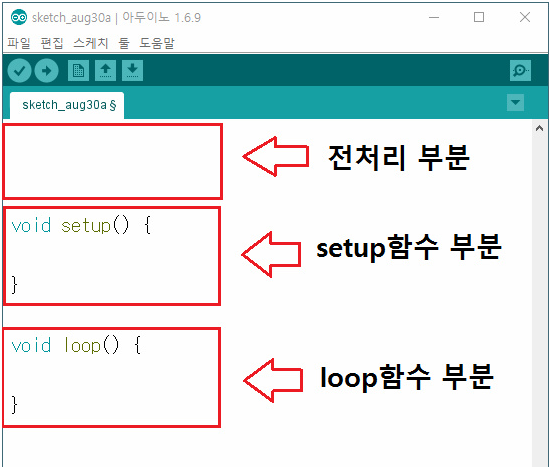 sketch_aug30a | 아두이노 1.6.9
파일 편집 스케치 툴 도움말
sketch_aug30a §
전처리 부분
void setup() {
setup함수 부분
}
void loop() {
loop함수 부분
}